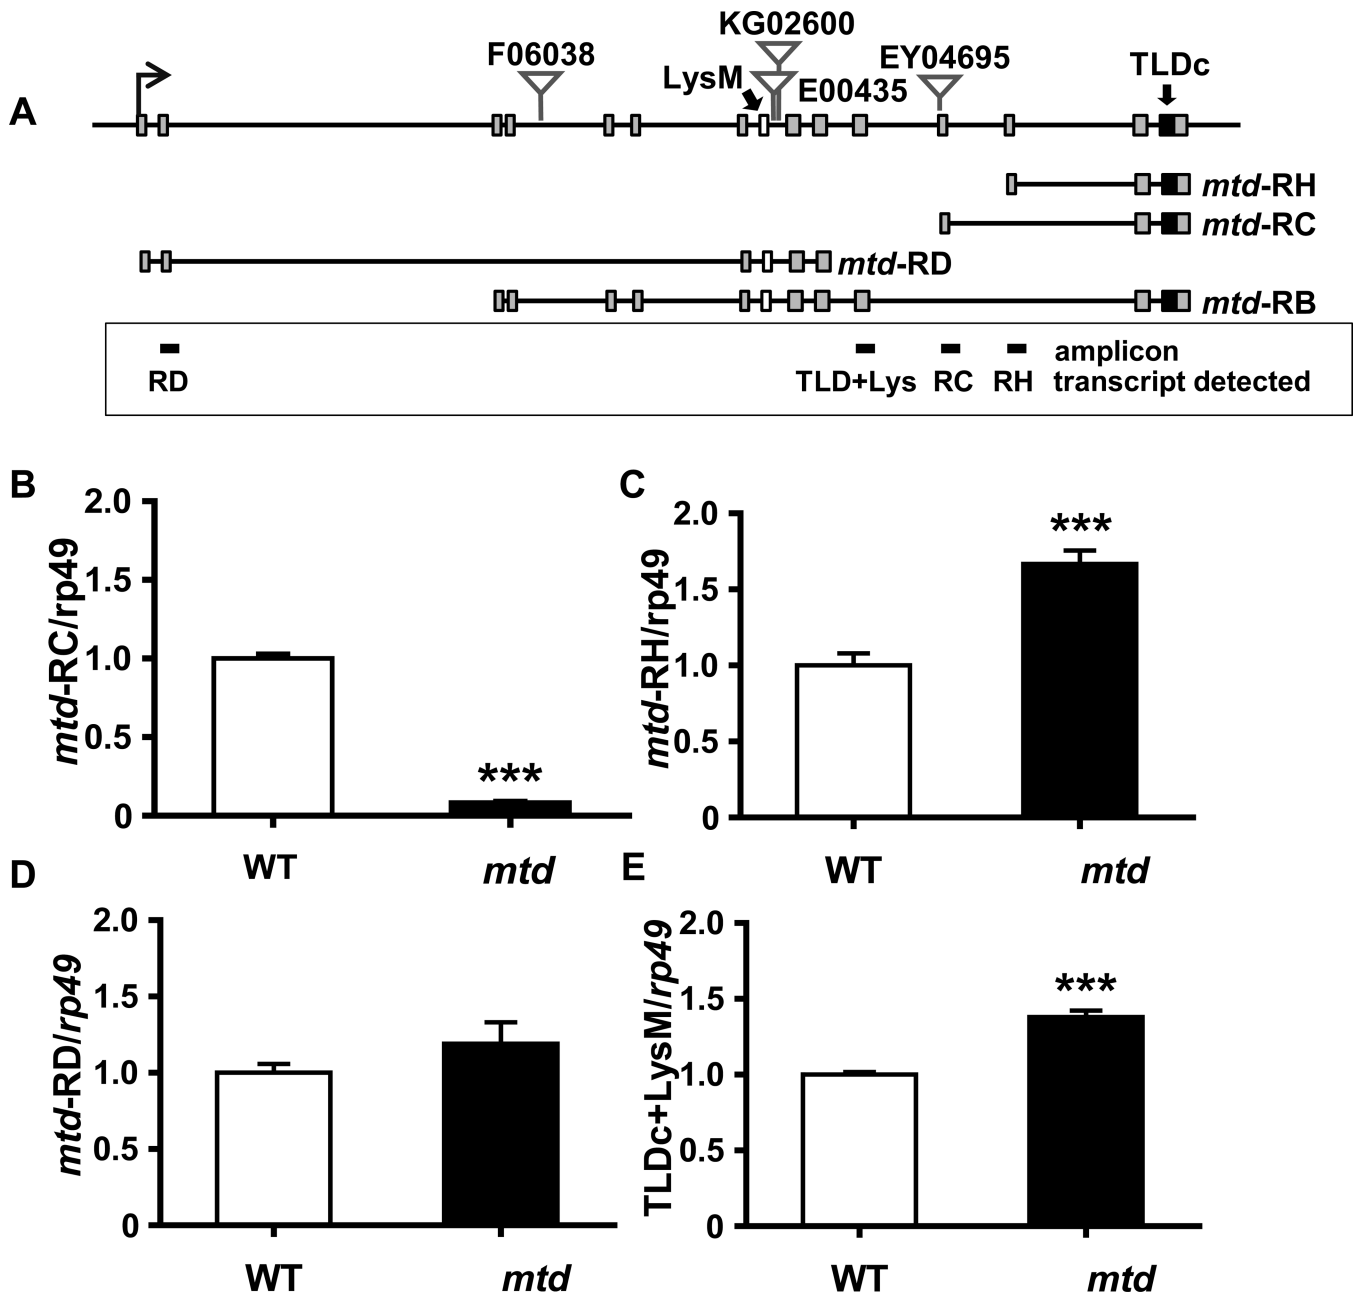 A
F06038
KG02600
LysM
E00435
EY04695
TLDc
mtd-RH
mtd-RC
mtd-RD
mtd-RB
amplicon
RD TLD+Lys RC RH transcript detected
B
mtd-RC/rp49
2.0
1.5
1.0
0.5
0
***
WT mtd
C
mtd-RH/rp49
2.0
1.5
1.0
0.5
0
***
WT mtd
D
mtd-RD/rp49
2.0
1.5
1.0
0.5
0
WT mtd
E
TLDc+LysM/rp49
2.0
1.5
1.0
0.5
0
***
WT mtd